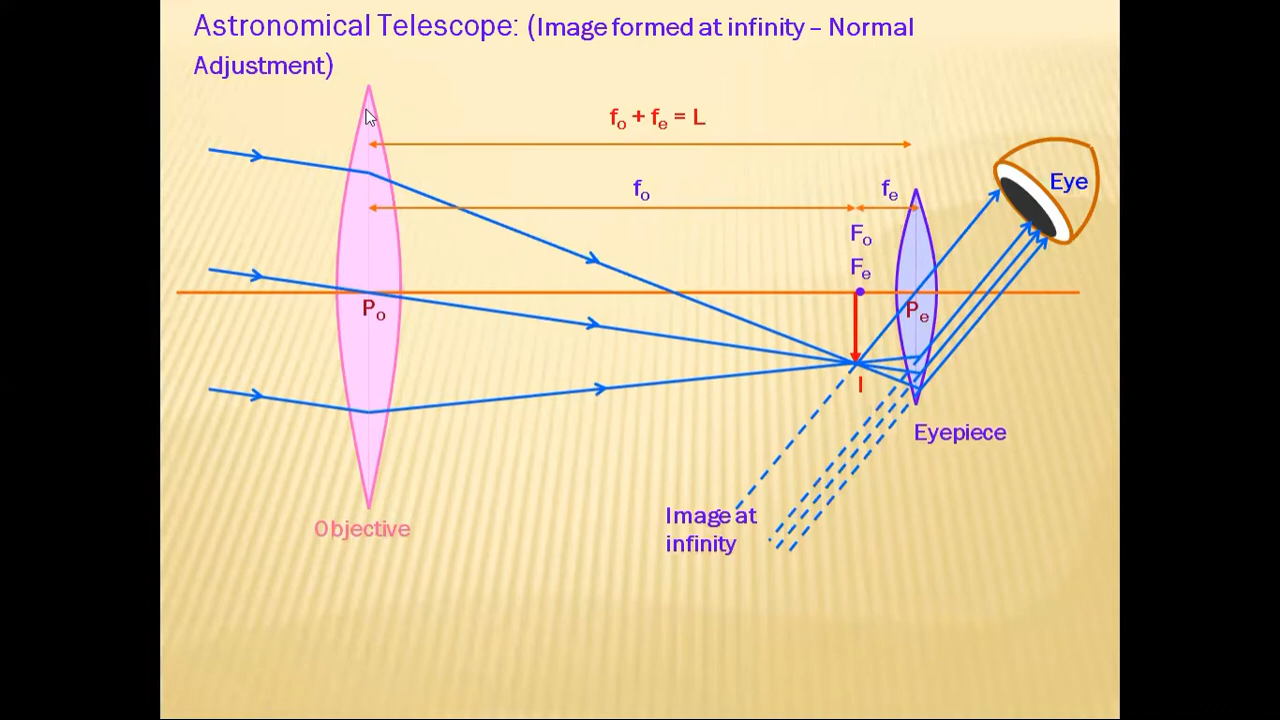 Astronomical Telescope: (Image formed at infinity – Normal
Adjustment)
fo + fe = L
fo
fe
Eye
Fo
Fe
Po
Pe
I
Eyepiece
Image at
infinity
Objective